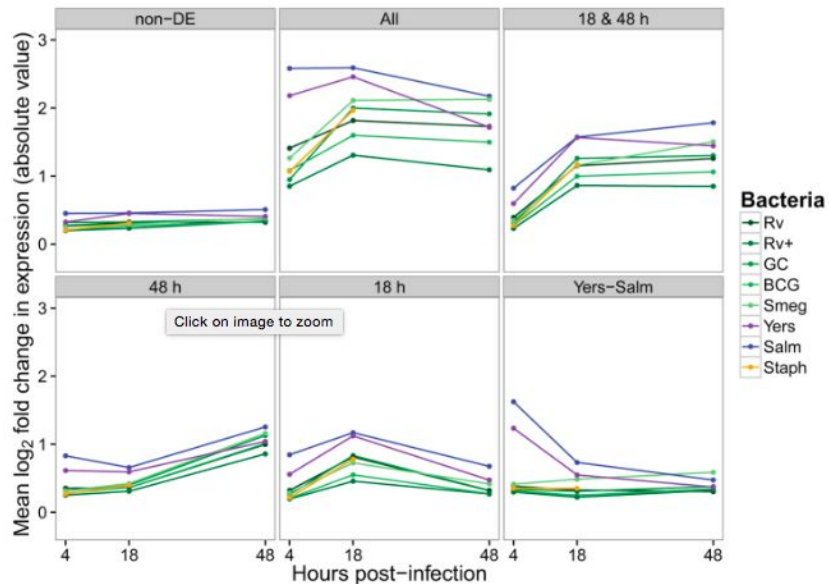 non−DE
All
18 & 48 h
3
2
1
0
48 h
18 h
Yers−Salm
Click on image to zoom
3
2
1
0
4 18 48
4 18 48
4 18 48
Hours post−infection
Mean log2 fold change in expression (absolute value)
Bacteria
Rv
Rv+
GC
BCG
Smeg
Yers
Salm
Staph